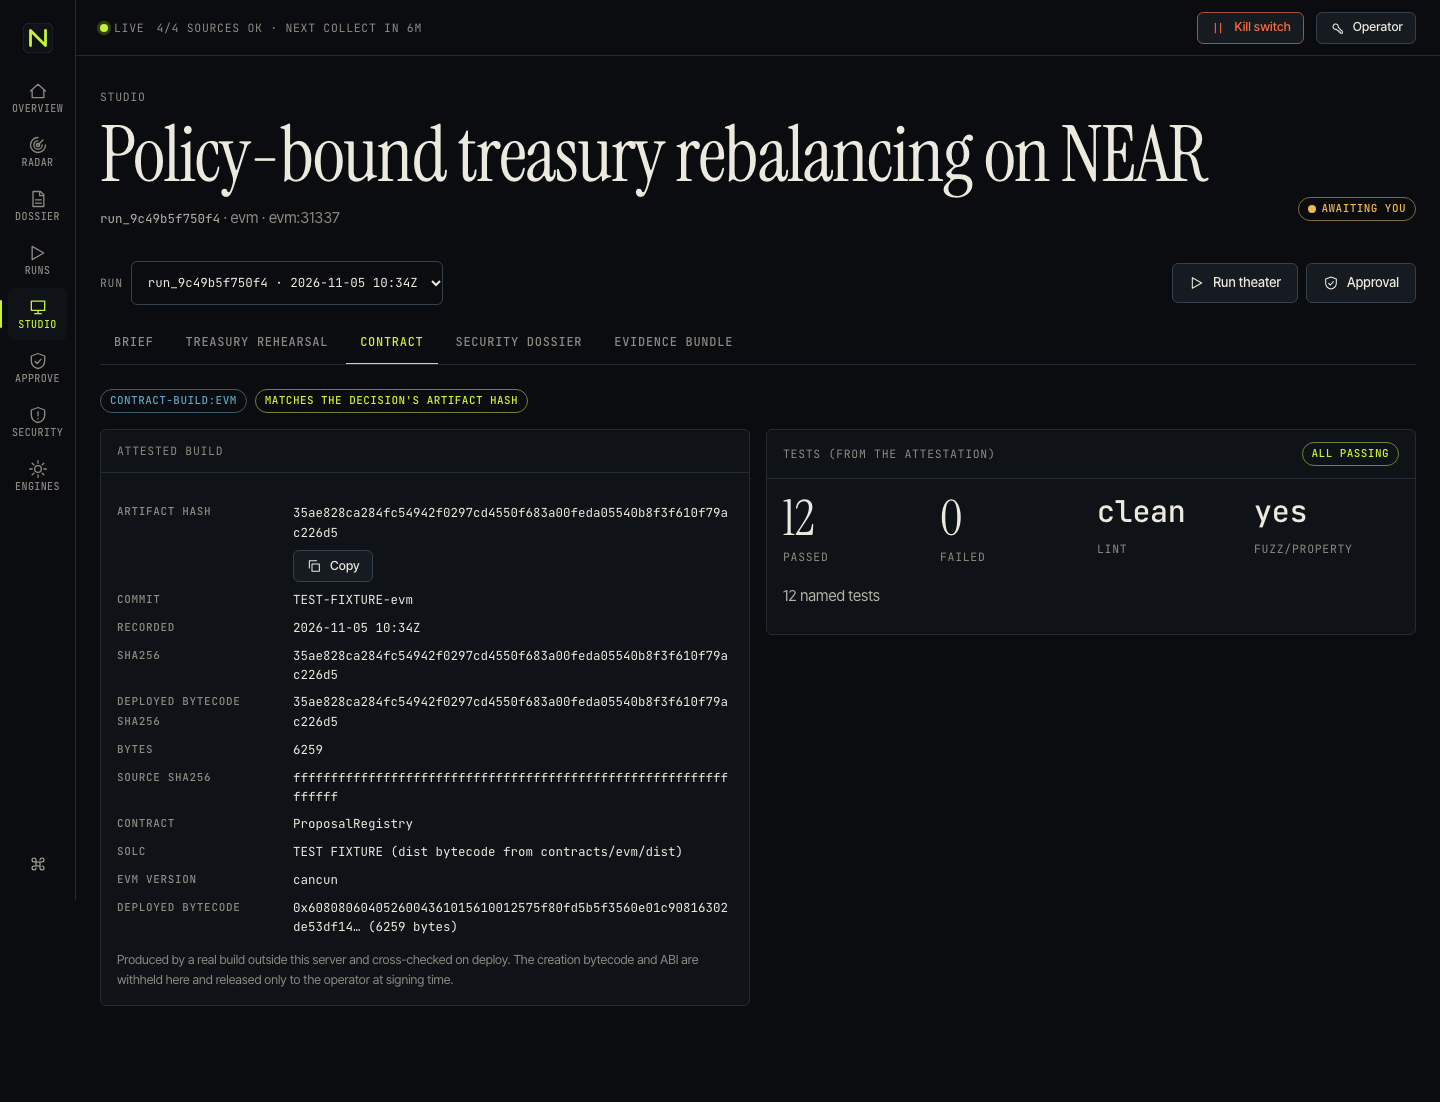 LIVE 4/4 SOURCES OK · NEXT COLLECT IN 6M
Kill switch
Operator
OVERVIEW
RADAR
DOSSIER
RUNS
STUDIO
APPROVE
SECURITY
ENGINES
STUDIO
Policy-bound treasury rebalancing on NEAR
run_9c49b5f750f4 · evm · evm:31337
AWAITING YOU
RUN
run_9c49b5f750f4 · 2026-11-05 10:34Z
Run theater
Approval
BRIEF
TREASURY REHEARSAL
CONTRACT
SECURITY DOSSIER
EVIDENCE BUNDLE
CONTRACT-BUILD:EVM
MATCHES THE DECISION'S ARTIFACT HASH
ATTESTED BUILD
ARTIFACT HASH
35ae828ca284fc54942f0297cd4550f683a00feda05540b8f3f610f79a
c226d5
Copy
COMMIT
TEST-FIXTURE-evm
RECORDED
2026-11-05 10:34Z
SHA256
35ae828ca284fc54942f0297cd4550f683a00feda05540b8f3f610f79a
c226d5
DEPLOYED BYTECODE
SHA256
35ae828ca284fc54942f0297cd4550f683a00feda05540b8f3f610f79a
c226d5
BYTES
6259
SOURCE SHA256
ffffffffffffffffffffffffffffffffffffffffffffffffffffffffff
ffffff
CONTRACT
ProposalRegistry
SOLC
TEST FIXTURE (dist bytecode from contracts/evm/dist)
EVM VERSION
cancun
DEPLOYED BYTECODE
0x6080806040526004361015610012575f80fd5b5f3560e01c90816302
de53df14… (6259 bytes)
Produced by a real build outside this server and cross-checked on deploy. The creation bytecode and ABI are
withheld here and released only to the operator at signing time.
TESTS (FROM THE ATTESTATION)
ALL PASSING
12
PASSED
0
FAILED
clean
LINT
yes
FUZZ/PROPERTY
12 named tests